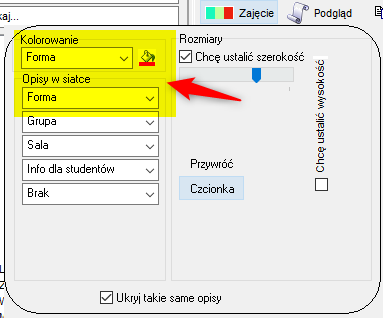 kaj...
Zajęcie
Podgląd
Kolorowanie
Forma
Opisy w siatce
Forma
Grupa
Sala
Info dla studentów
Brak
Rozmiary
Chcę ustalić szerokość
Chcę ustalić wysokość
Przywróć
Czcionka
Ukryj takie same opisy